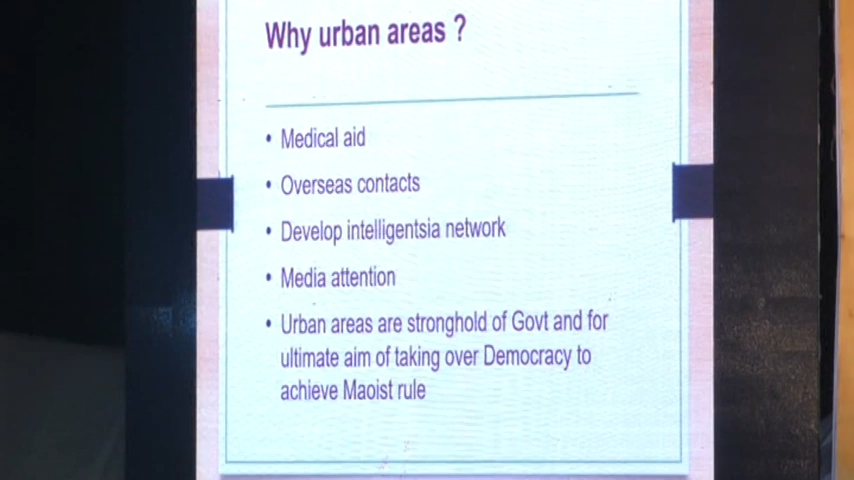 Why urban areas ?
• Medical aid
• Overseas contacts
• Develop intelligentsia network
• Media attention
• Urban areas are stronghold of Govt and for
ultimate aim of taking over Democracy to
achieve Maoist rule